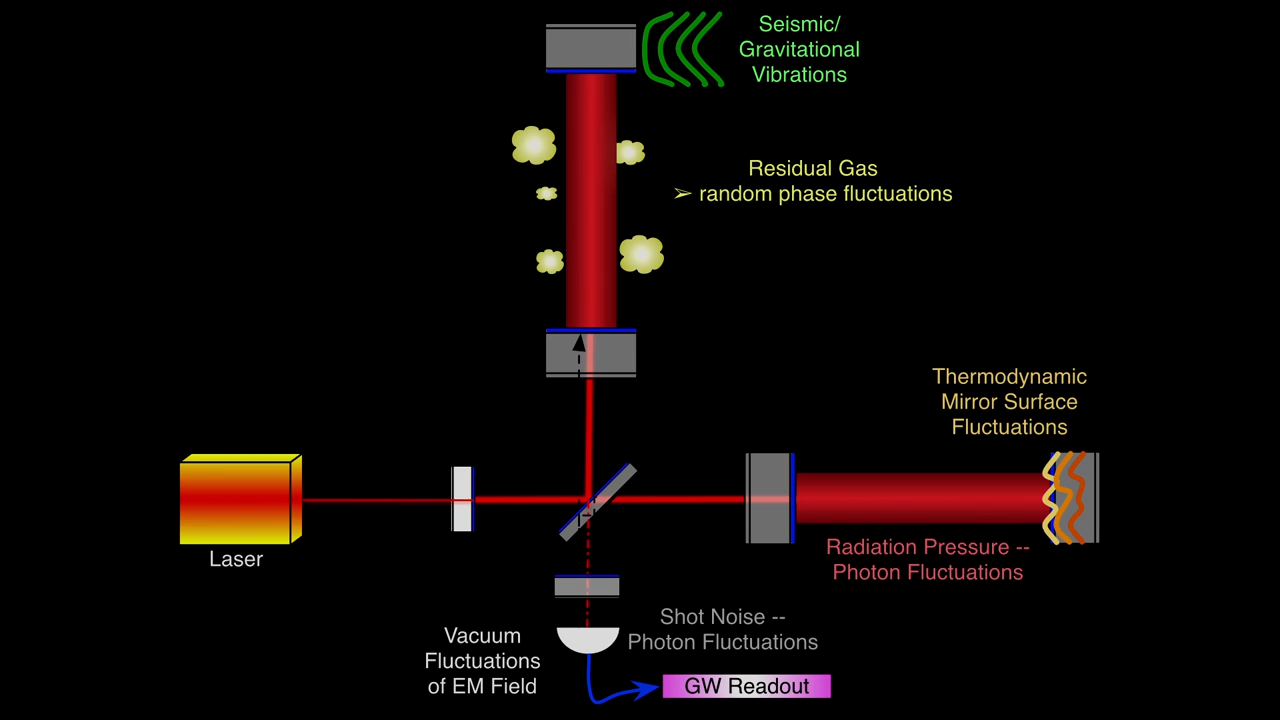 Seismic/
Gravitational
Vibrations
Residual Gas
➢ random phase fluctuations
Thermodynamic
Mirror Surface
Fluctuations
Laser
Radiation Pressure --
Photon Fluctuations
Shot Noise --
Photon Fluctuations
Vacuum
Fluctuations
of EM Field
GW Readout